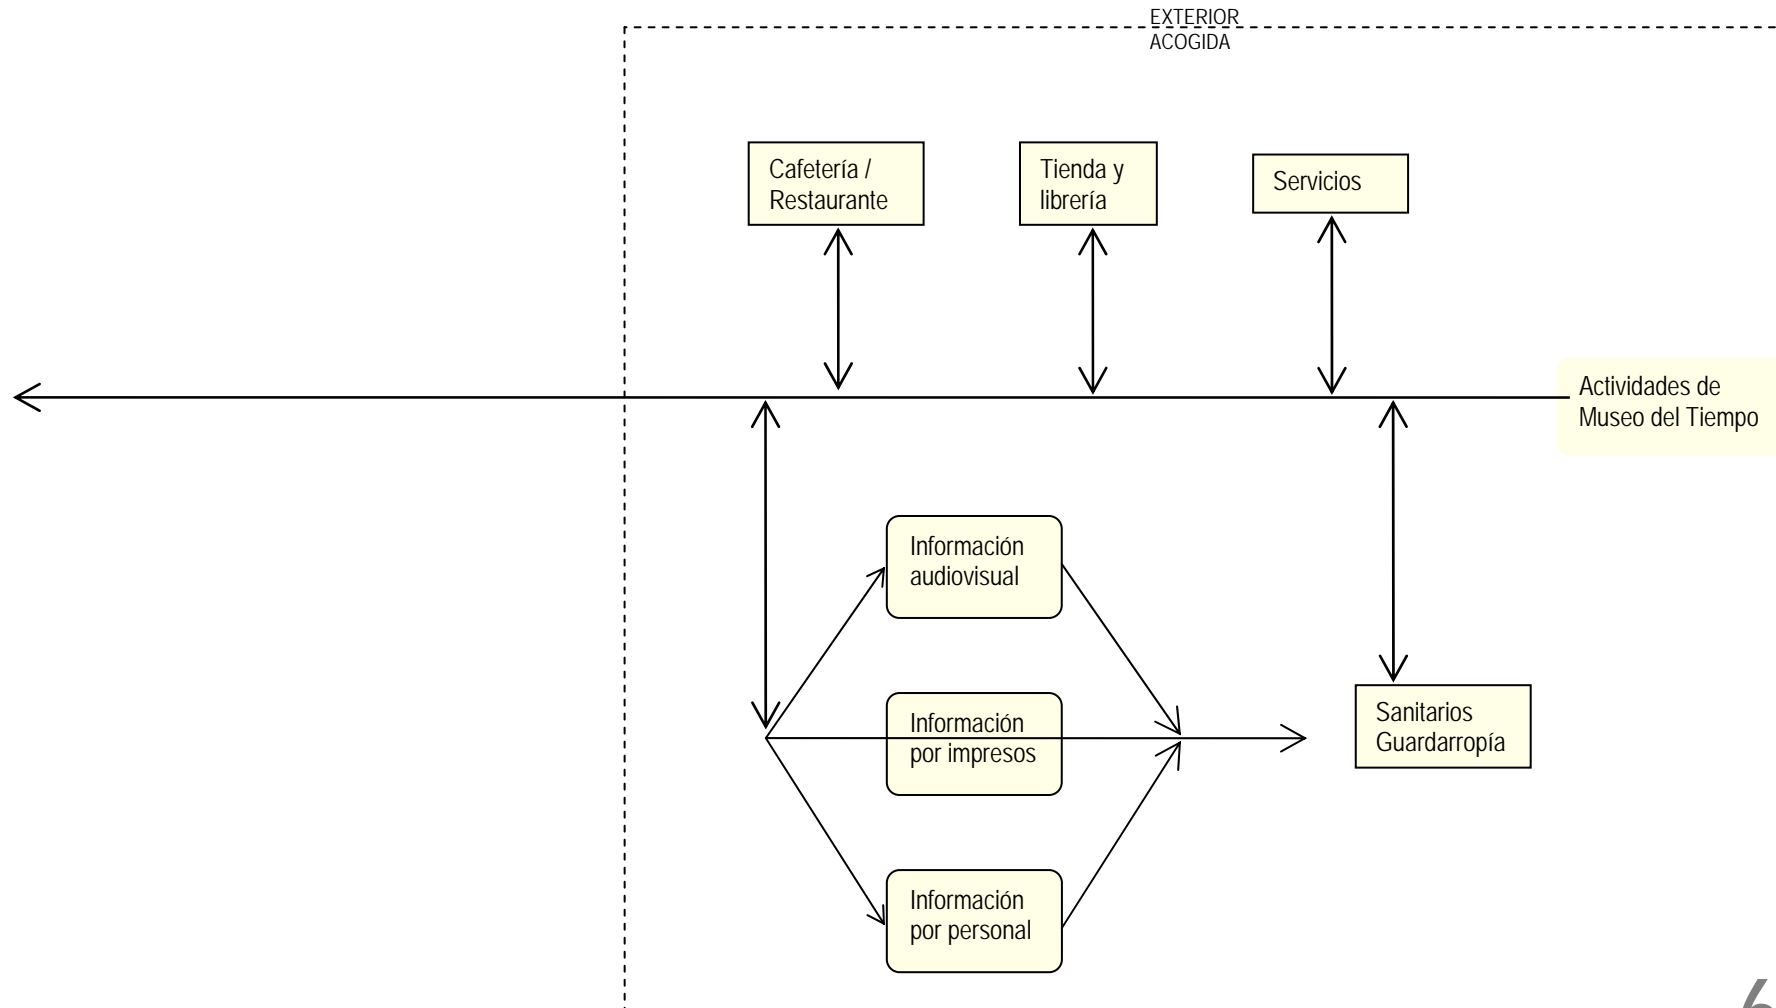 EXTERIOR
ACOGIDA
Cafetería /
Restaurante
Tienda y
librería
Servicios
Actividades de
Museo del Tiempo
Información
audiovisual
Información
por impresos
Sanitarios
Guardarropía
Información
por personal
6